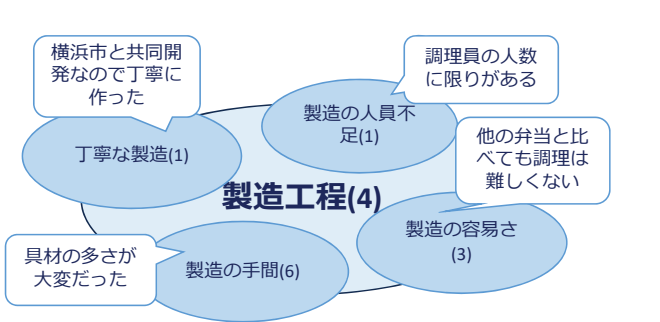 横浜市と共同開
発なので丁寧に
作った
調理員の人数
に限りがある
製造の人員不
足(1)
丁寧な製造(1)
他の弁当と比
べても調理は
難しくない
製造工程(4)
製造の容易さ
(3)
具材の多さが
大変だった
製造の手間(6)